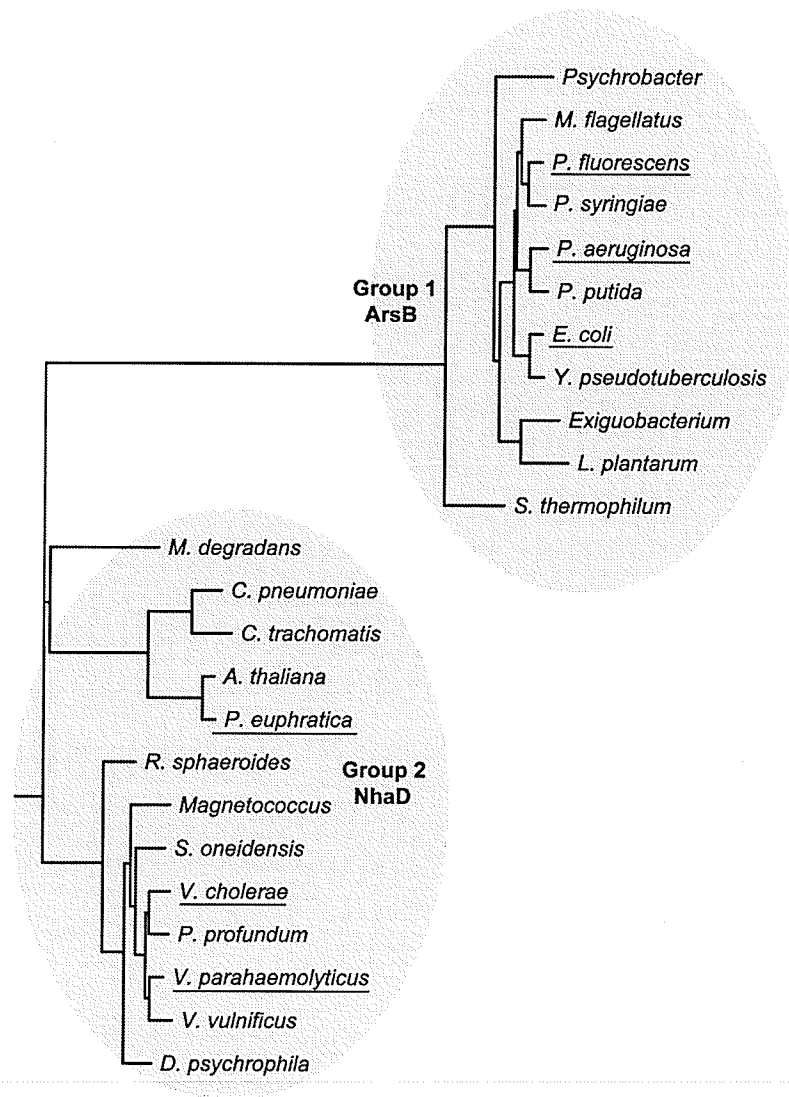 Psychrobacter
M. flagellatus
P. fluorescens
P. syringiae
P. aeruginosa
Group 1
ArsB
P. putida
E. coli
Y. pseudotuberculosis
Exiguobacterium
L. plantarum
S. thermophilum
M. degradans
C. pneumoniae
C. trachomatis
A. thaliana
P. euphratica
R. sphaeroides
Group 2
NhaD
Magnetococcus
S. oneidensis
V. cholerae
P. profundum
V. parahaemolyticus
V. vulnificus
D. psychrophila